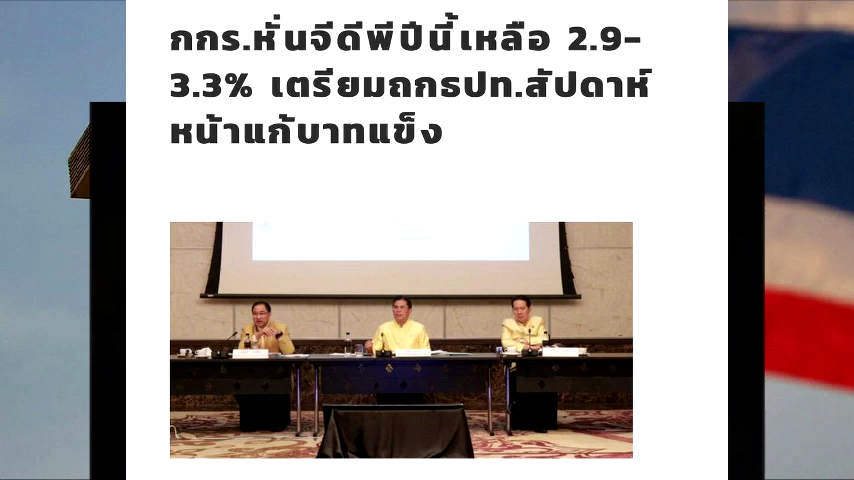 กกร.หั่นจีดีพีปีนี้เหลือ 2.9-
3.3% เตรียมถกธปท.สัปดาห์
หน้าแก้บาทแข็ง